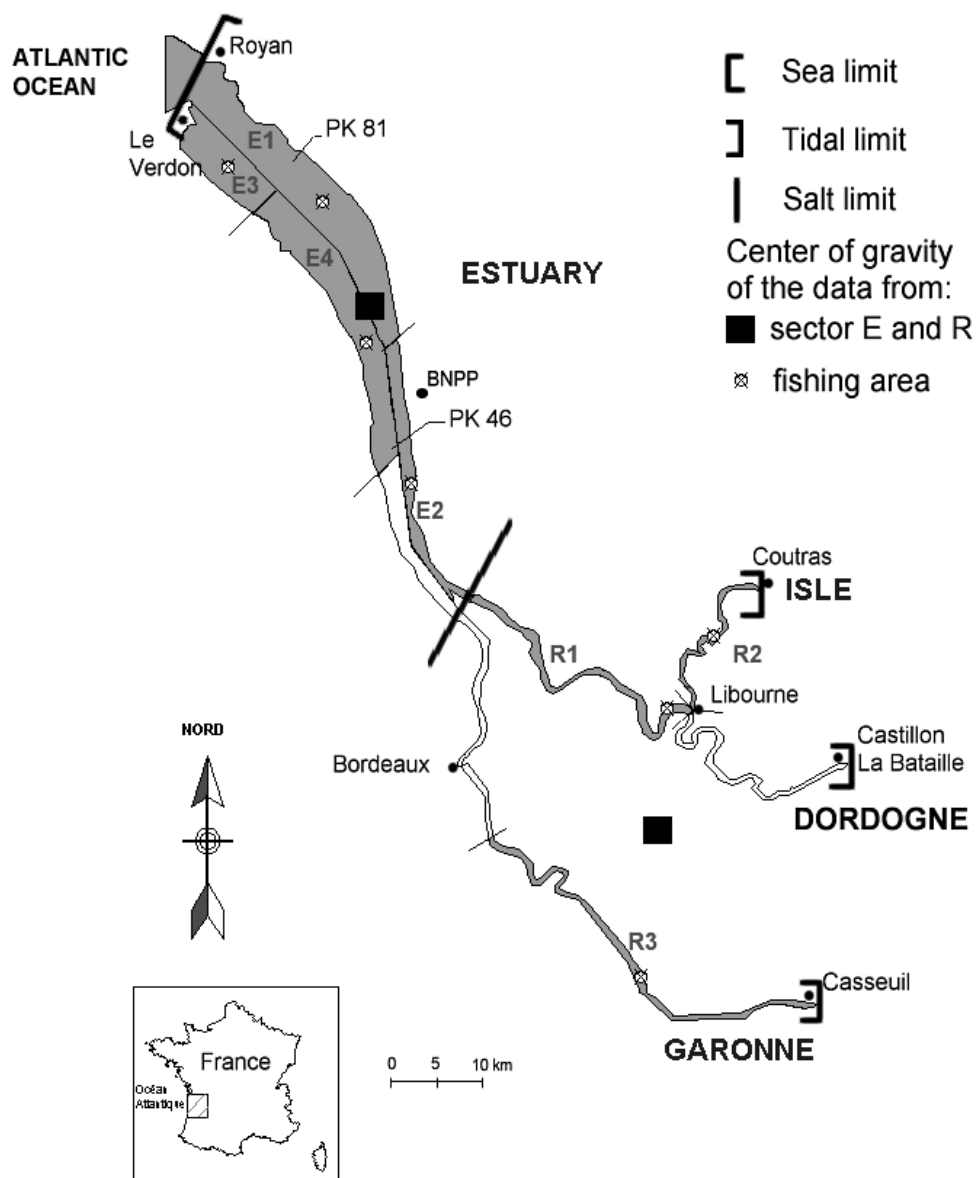 ATLANTIC
OCEAN
Royan
Le
Verdon
E1
PK 81
E3
E4
ESTUARY
BNPP
PK 46
E2
Sea limit
Tidal limit
Salt limit
Center of gravity
of the data from:
sector E and R
fishing area
Coutras
ISLE
R1
R2
Libourne
Castillon
La Bataille
DORDOGNE
Bordeaux
NORD
R3
Casseuil
GARONNE
0 5 10 km
France
Océan
Atlantique